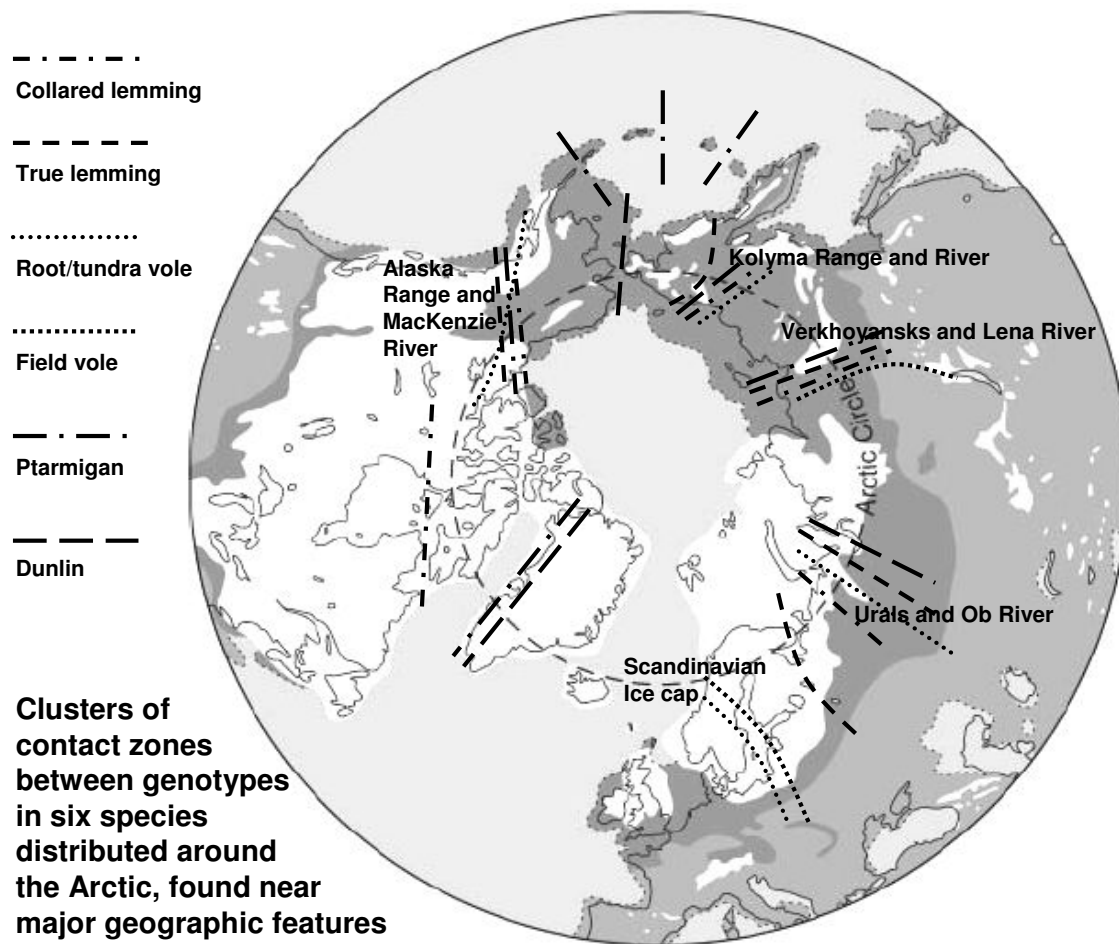 Collared lemming
True lemming
Root/tundra vole
Field vole
Ptarmigan
Dunlin
Alaska
Range and
MacKenzie
River
Kolyma Range and River
Verkhoyansks and Lena River
Arctic Circle
Urals and Ob River
Scandinavian
Ice cap
Clusters of
contact zones
between genotypes
in six species
distributed around
the Arctic, found near
major geographic features